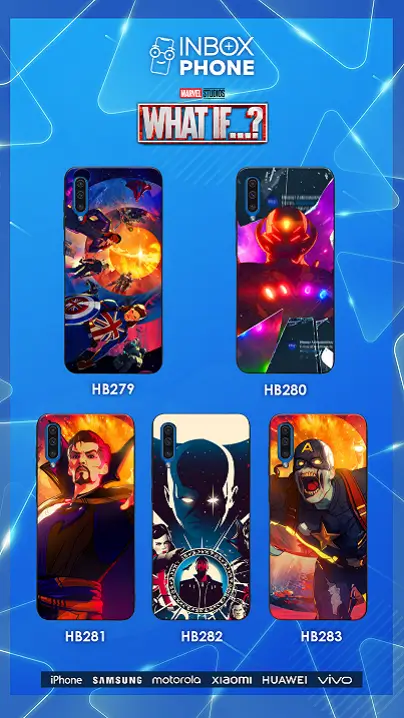 INBOX
PHONE
MARVEL STUDIOS
WHAT IF...?
HB279
HB280
HB281
HB282
HB283
iPhone SAMSUNG motorola xiaomi HUAWEI vivo